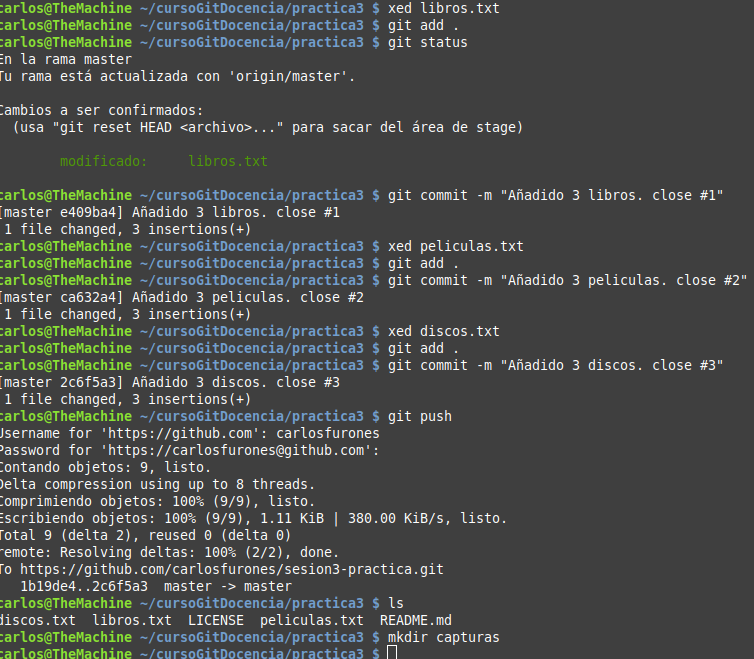 carlos@TheMachine ~/cursoGitDocencia/practica3 $ xed libros.txt
carlos@TheMachine ~/cursoGitDocencia/practica3 $ git add .
carlos@TheMachine ~/cursoGitDocencia/practica3 $ git status
En la rama master
Tu rama está actualizada con 'origin/master'.
Cambios a ser confirmados:
(usa "git reset HEAD <archivo>..." para sacar del área de stage)
modificado: libros.txt
carlos@TheMachine ~/cursoGitDocencia/practica3 $ git commit -m "Añadido 3 libros. close #1"
[master e409ba4] Añadido 3 libros. close #1
1 file changed, 3 insertions(+)
carlos@TheMachine ~/cursoGitDocencia/practica3 $ xed peliculas.txt
carlos@TheMachine ~/cursoGitDocencia/practica3 $ git add .
carlos@TheMachine ~/cursoGitDocencia/practica3 $ git commit -m "Añadido 3 peliculas. close #2"
[master ca632a4] Añadido 3 peliculas. close #2
1 file changed, 3 insertions(+)
carlos@TheMachine ~/cursoGitDocencia/practica3 $ xed discos.txt
carlos@TheMachine ~/cursoGitDocencia/practica3 $ git add .
carlos@TheMachine ~/cursoGitDocencia/practica3 $ git commit -m "Añadido 3 discos. close #3"
[master 2c6f5a3] Añadido 3 discos. close #3
1 file changed, 3 insertions(+)
carlos@TheMachine ~/cursoGitDocencia/practica3 $ git push
Username for 'https://github.com': carlosfurones
Password for 'https://carlosfurones@github.com':
Contando objetos: 9, listo.
Delta compression using up to 8 threads.
Comprimiendo objetos: 100% (9/9), listo.
Escribiendo objetos: 100% (9/9), 1.11 KiB | 380.00 KiB/s, listo.
Total 9 (delta 2), reused 0 (delta 0)
remote: Resolving deltas: 100% (2/2), done.
To https://github.com/carlosfurones/sesion3-practica.git
1b19de4..2c6f5a3 master -> master
carlos@TheMachine ~/cursoGitDocencia/practica3 $ ls
discos.txt libros.txt LICENSE peliculas.txt README.md
carlos@TheMachine ~/cursoGitDocencia/practica3 $ mkdir capturas
carlos@TheMachine ~/cursoGitDocencia/practica3 $